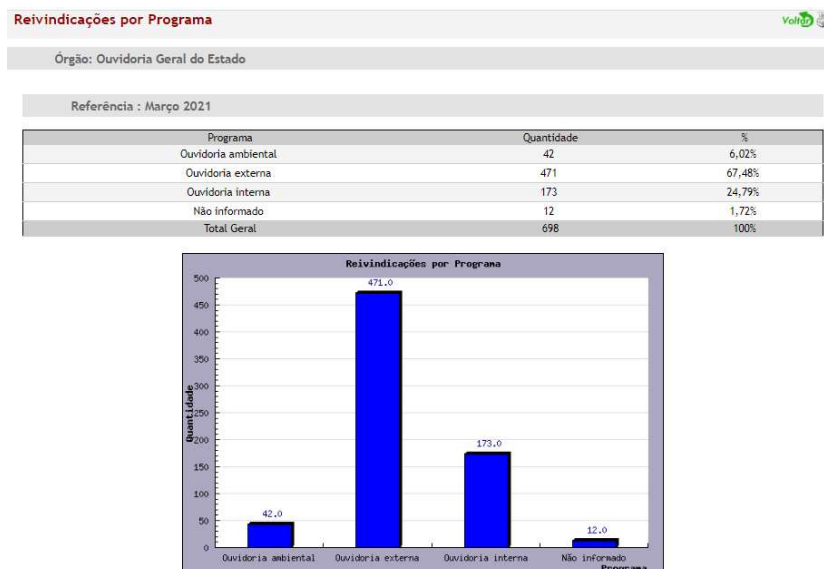 Reivindicações por Programa
Voltar
Órgão: Ouvidoria Geral do Estado
Referência : Março 2021
Programa Quantidade %
Ouvidoria ambiental 42 6,02%
Ouvidoria externa 471 67,48%
Ouvidoria interna 173 24,79%
Não informado 12 1,72%
Total Geral 698 100%
Reivindicações por Programa
Quantidade
500
450
400
350
300
250
200
150
100
50
0
42.0
471.0
173.0
12.0
Ouvidoria ambiental Ouvidoria externa Ouvidoria interna Não informado
Programa